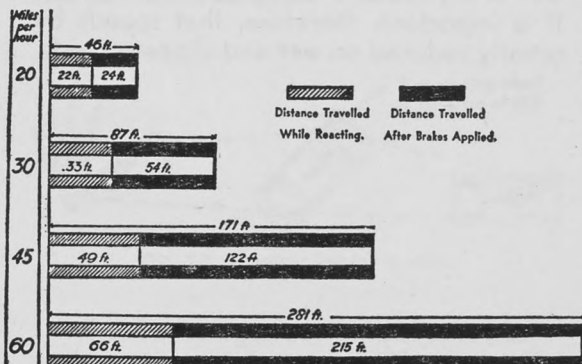 Miles
per
hour
46 ft.
20
22 ft. 24 ft.
Distance Travelled
While Reacting.
Distance Travelled
After Brakes Applied.
87 ft.
30
.33 ft. 54 ft.
171 ft
45
49 ft. 122 ft
281 ft.
60
66 ft. 215 ft.